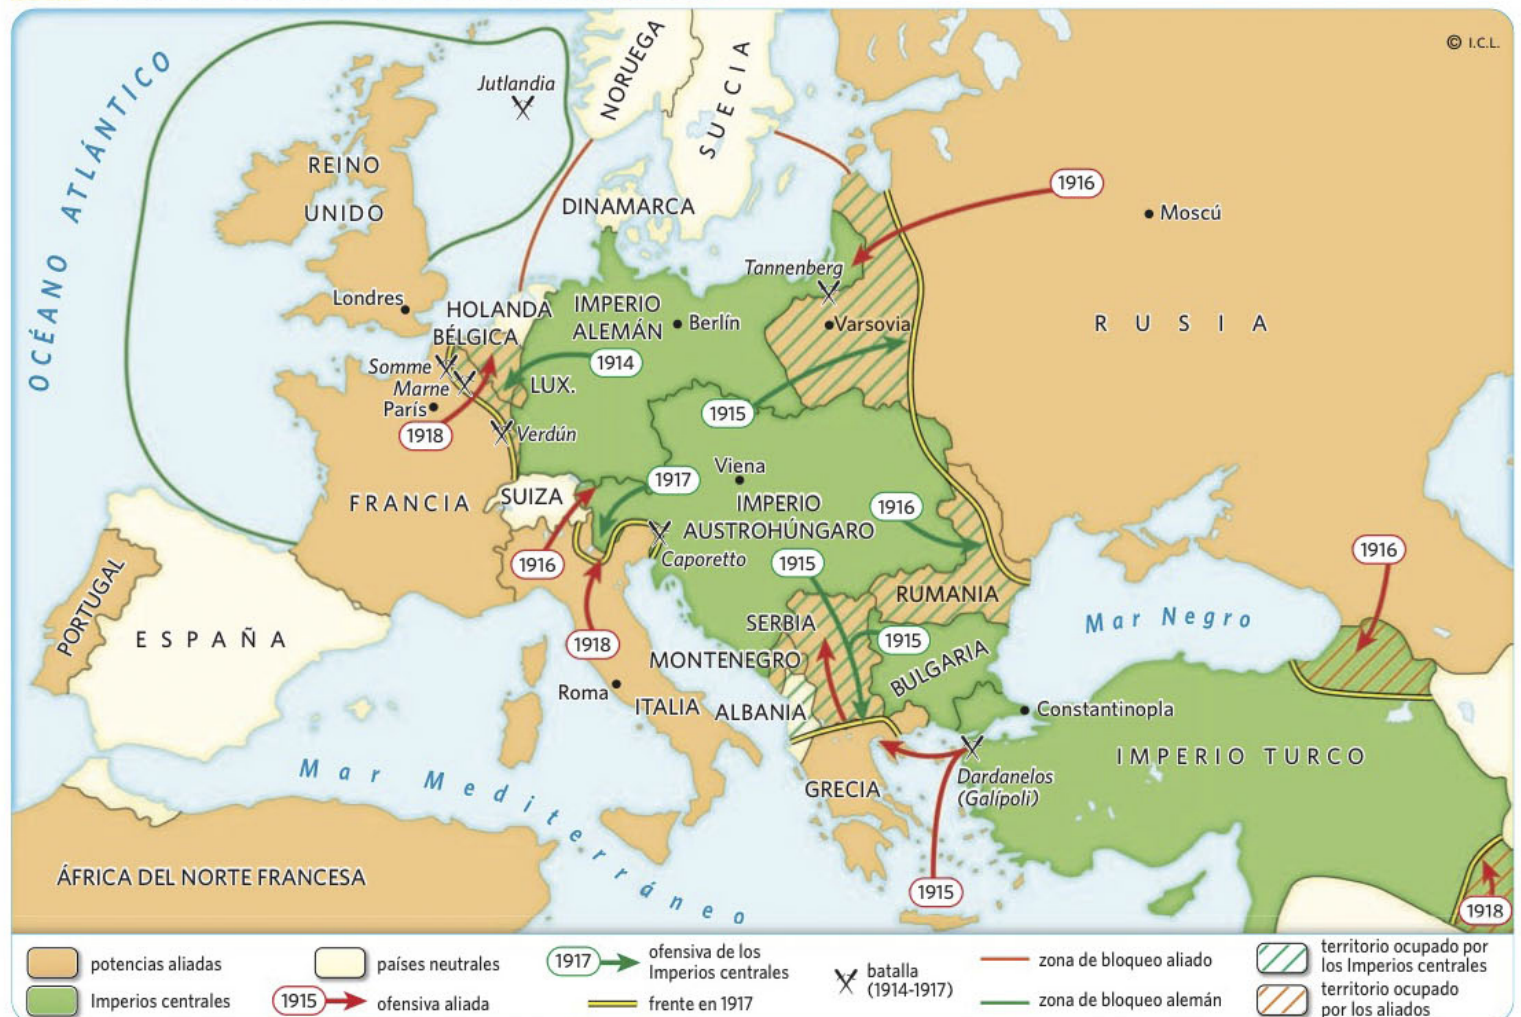 © I.C.L.
OCÉANO ATLÁNTICO
Jutlandia
NORUEGA
SUECIA
REINO
UNIDO
DINAMARCA
1916
Moscú
Tannenberg
Londres
HOLANDA
BÉLGICA
IMPERIO
ALEMÁN
Berlín
Varsovia
RUSIA
Somme
Marne
París
1918
LUX.
1914
1915
Verdún
Viena
1917
SUIZA
FRANCIA
IMPERIO
AUSTROHÚNGARO
1916
1916
Caporetto
1915
1916
PORTUGAL
ESPAÑA
RUMANIA
Mar Negro
SERBIA
1915
1918
MONTENEGRO
BULGARIA
Roma
ITALIA
ALBANIA
Constantinopla
IMPERIO TURCO
Mar Mediterráneo
GRECIA
Dardanelos
(Galípoli)
ÁFRICA DEL NORTE FRANCESA
1915
1918
potencias aliadas
Imperios centrales
países neutrales
1915
ofensiva aliada
1917
ofensiva de los
Imperios centrales
frente en 1917
batalla
(1914-1917)
zona de bloqueo aliado
zona de bloqueo alemán
territorio ocupado por
los Imperios centrales
territorio ocupado
por los aliados